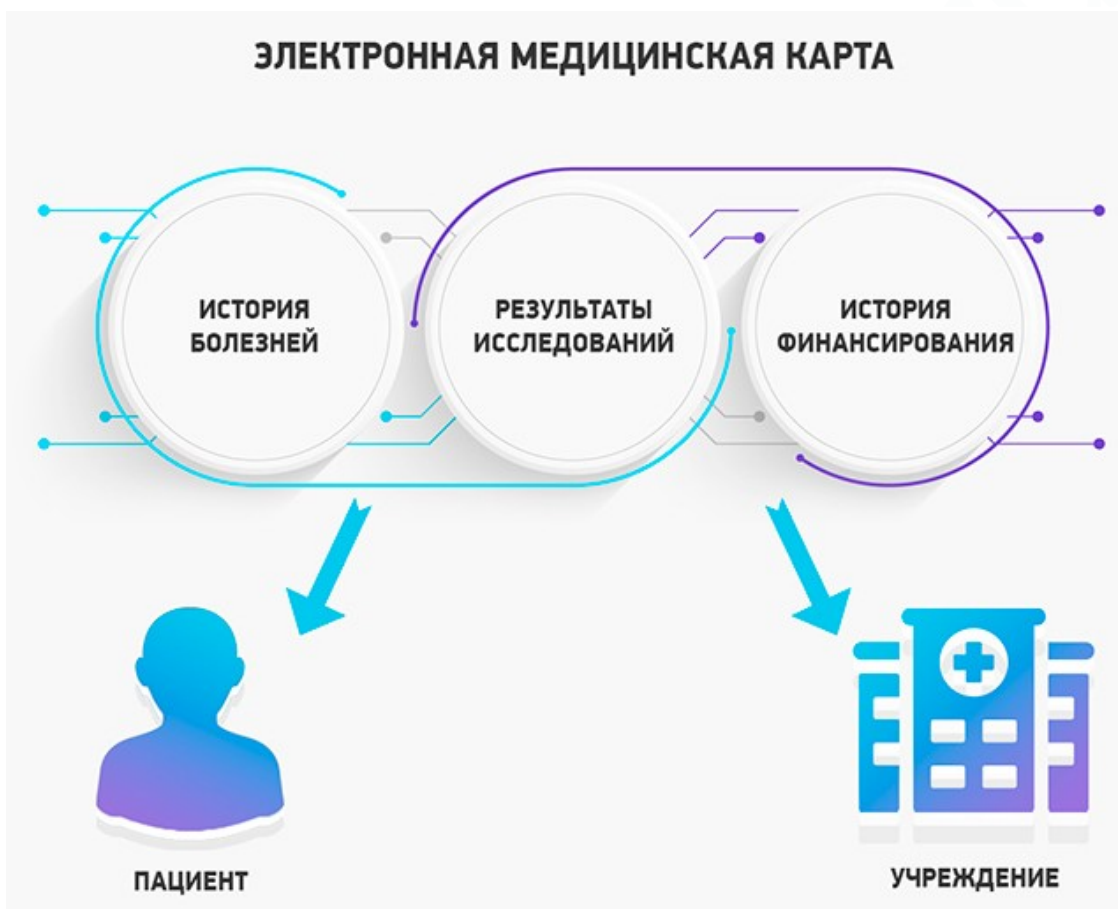 ЭЛЕКТРОННАЯ МЕДИЦИНСКАЯ КАРТА
ИСТОРИЯ
БОЛЕЗНЕЙ
РЕЗУЛЬТАТЫ
ИССЛЕДОВАНИЙ
ИСТОРИЯ
ФИНАНСИРОВАНИЯ
ПАЦИЕНТ
УЧРЕЖДЕНИЕ